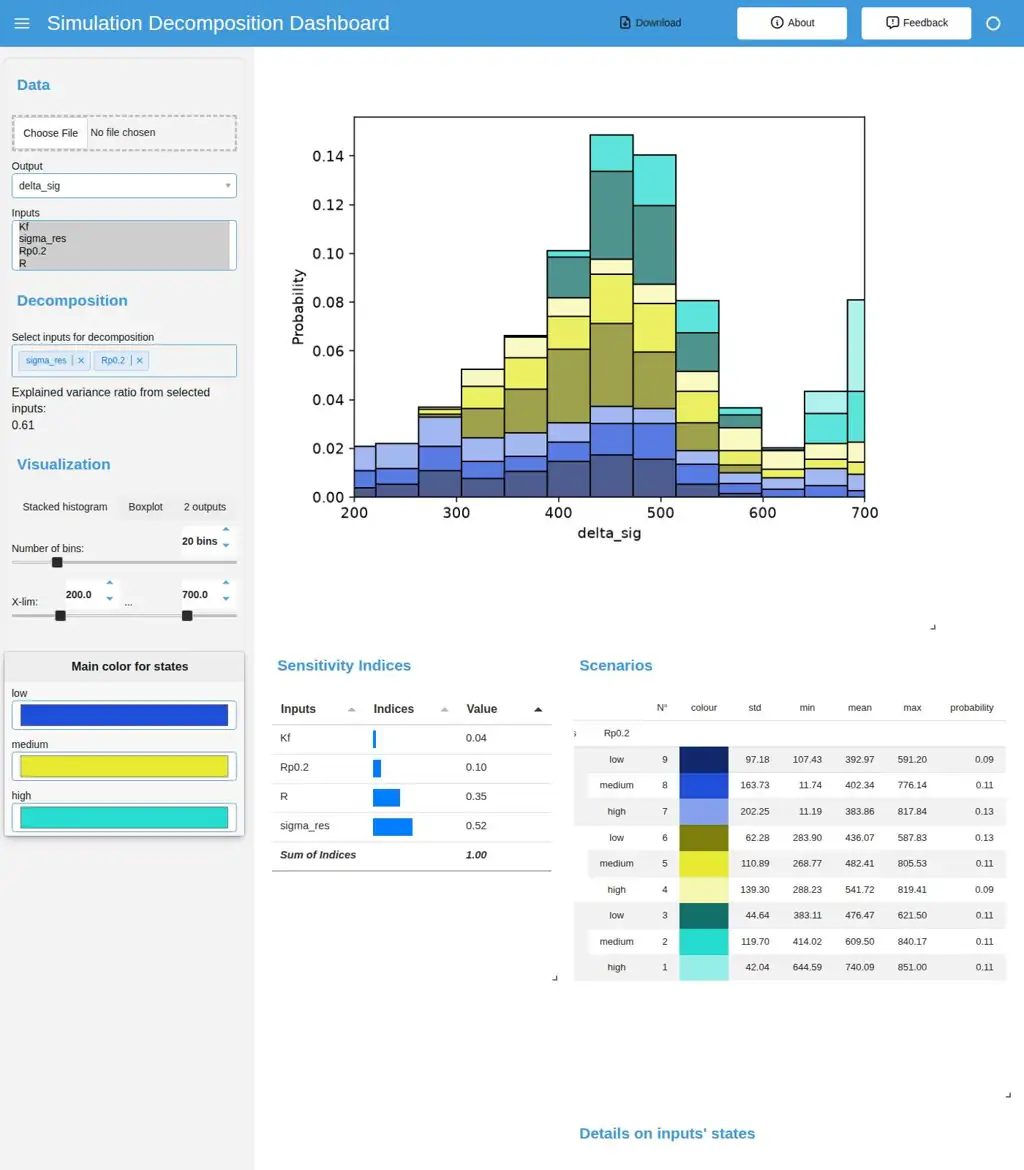 Simulation Decomposition Dashboard
Download
About
Feedback
Data
Choose File No file chosen
Output
delta_sig
Inputs
Kf
sigma_res
Rp0.2
R
Decomposition
Select inputs for decomposition
sigma_res | × Rp0.2 | ×
Explained variance ratio from selected
inputs:
0.61
Visualization
Stacked histogram Boxplot 2 outputs
Number of bins: 20 bins
X-lim: 200.0 ... 700.0
Main color for states
low
medium
high
0.14
0.12
0.10
0.08
0.06
0.04
0.02
0.00
Probability
200 300 400 500 600 700
delta_sig
Sensitivity Indices
Inputs Indices Value
Kf 0.04
Rp0.2 0.10
R 0.35
sigma_res 0.52
Sum of Indices 1.00
Scenarios
N° colour std min mean max probability
s Rp0.2
low 9 97.18 107.43 392.97 591.20 0.09
medium 8 163.73 11.74 402.34 776.14 0.11
high 7 202.25 11.19 383.86 817.84 0.13
low 6 62.28 283.90 436.07 587.83 0.13
medium 5 110.89 268.77 482.41 805.53 0.11
high 4 139.30 288.23 541.72 819.41 0.09
low 3 44.64 383.11 476.47 621.50 0.11
medium 2 119.70 414.02 609.50 840.17 0.11
high 1 42.04 644.59 740.09 851.00 0.11
Details on inputs' states